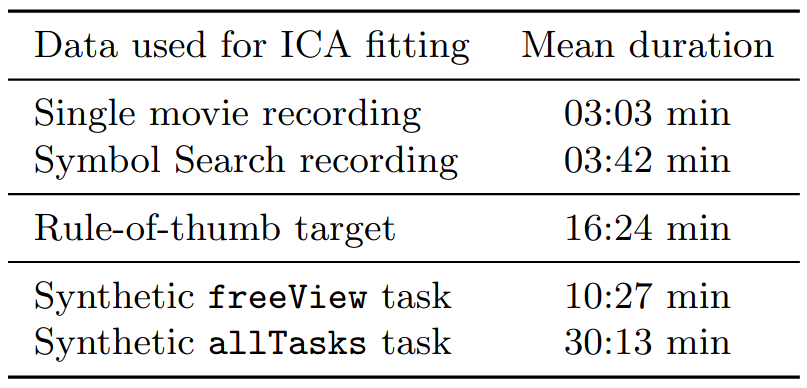 Data used for ICA fitting Mean duration
Single movie recording 03:03 min
Symbol Search recording 03:42 min
Rule-of-thumb target 16:24 min
Synthetic freeView task 10:27 min
Synthetic allTasks task 30:13 min